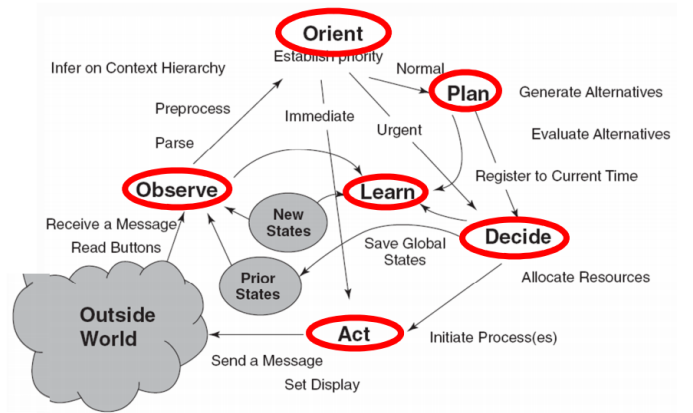 Orient
Establish priority
Infer on Context Hierarchy
Normal
Plan
Generate Alternatives
Preprocess
Immediate
Urgent
Evaluate Alternatives
Parse
Register to Current Time
Observe
Learn
New
States
Receive a Message
Read Buttons
Save Global
States
Decide
Prior
States
Allocate Resources
Outside
World
Act
Initiate Process(es)
Send a Message
Set Display